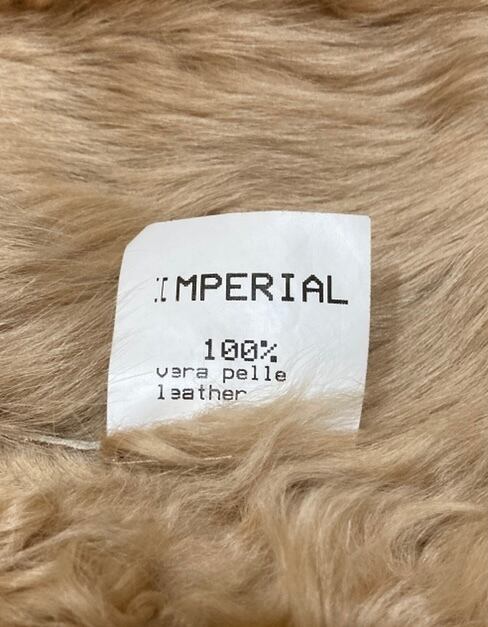 IMPERIAL
100%
vera pelle
leather